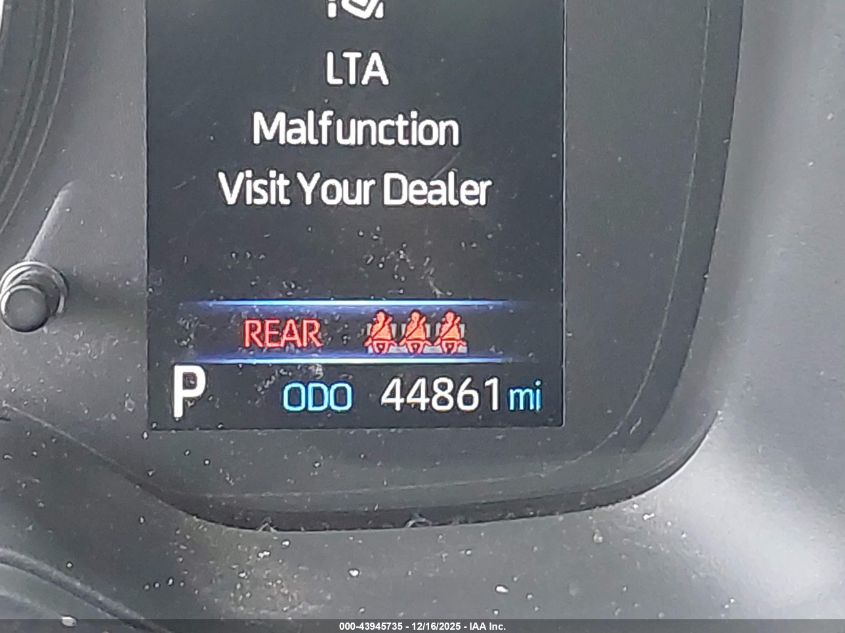 LTA
Malfunction
Visit Your Dealer
REAR
P ODO 44861 mi
000-43945735 - 12/16/2025 - IAA Inc.